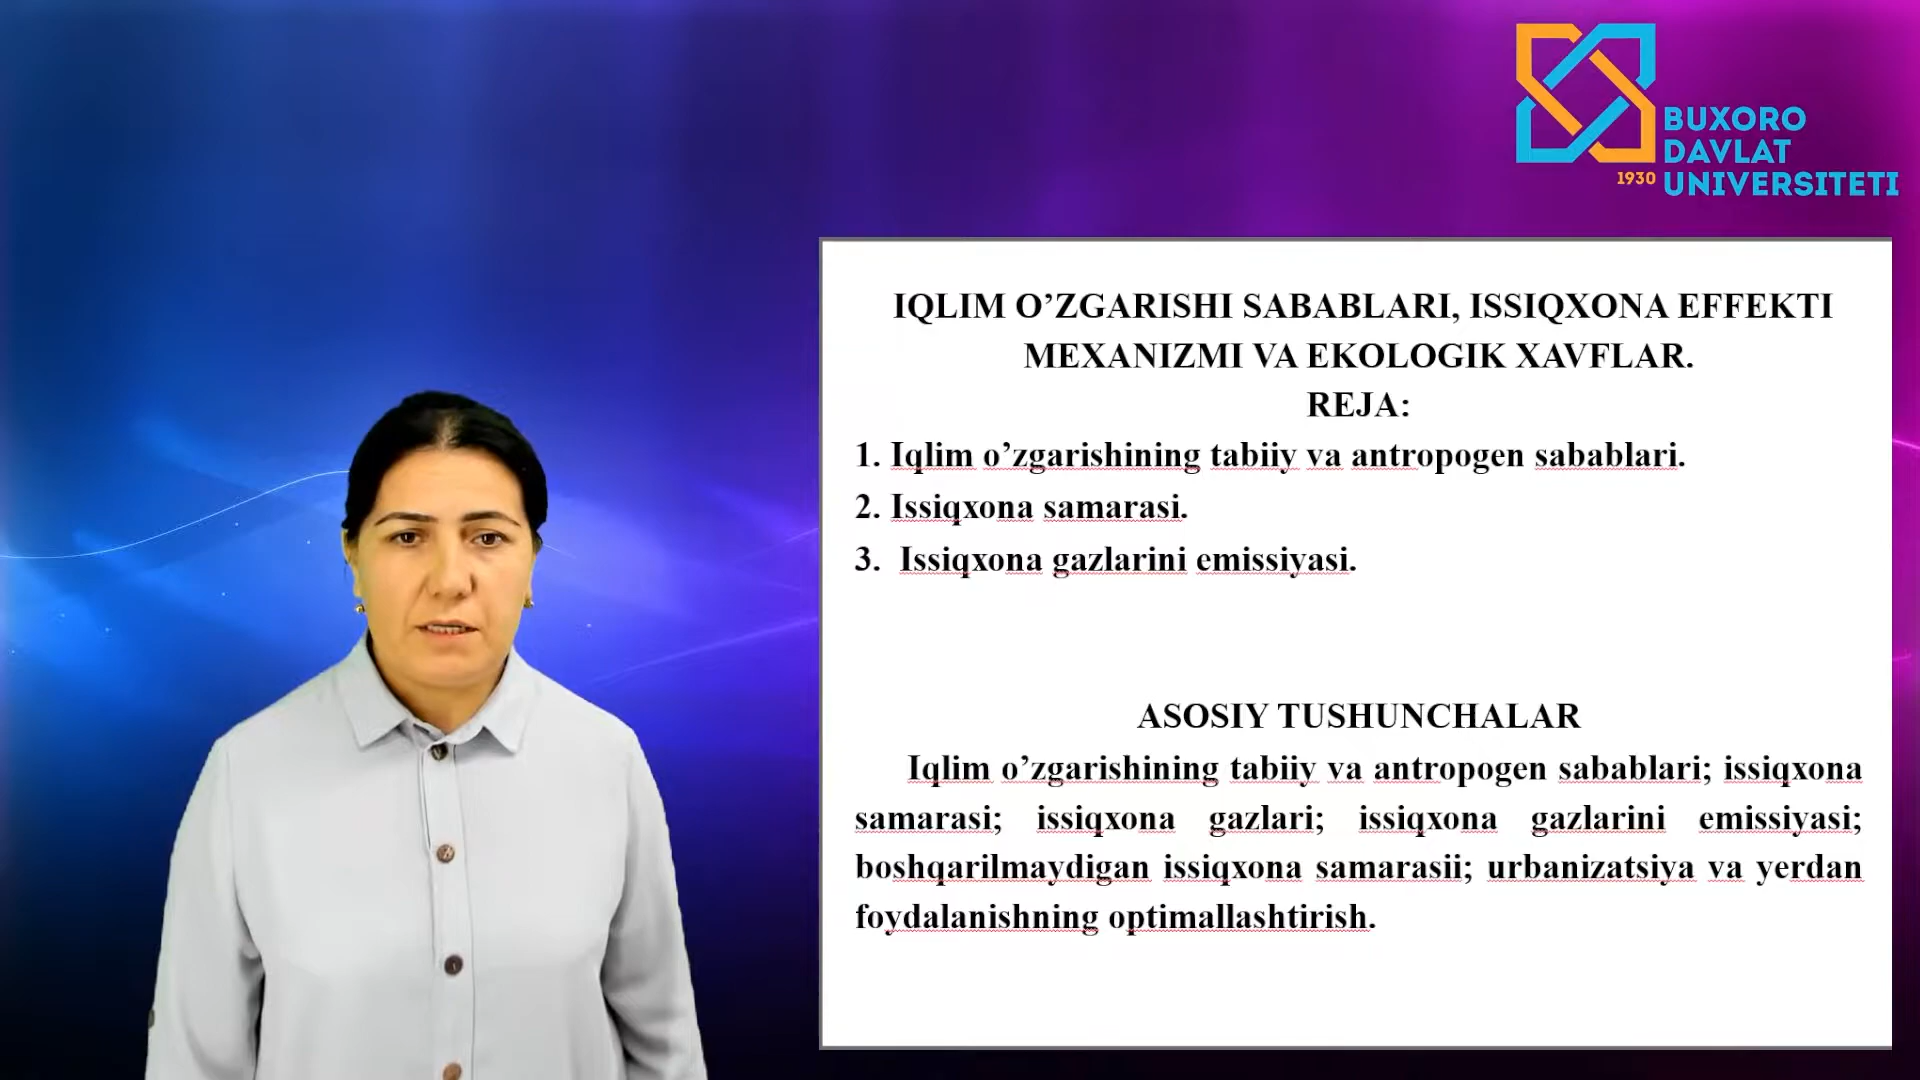 BUXORO
DAVLAT
1930 UNIVERSITETI
IQLIM O’ZGARISHI SABABLARI, ISSIQXONA EFFEKTI
MEXANIZMI VA EKOLOGIK XAVFLAR.
REJA:
1. Iqlim o’zgarishining tabiiy va antropogen sabablari.
2. Issiqxona samarasi.
3. Issiqxona gazlarini emissiyasi.
ASOSIY TUSHUNCHALAR
Iqlim o’zgarishining tabiiy va antropogen sabablari; issiqxona
samarasi; issiqxona gazlari; issiqxona gazlarini emissiyasi;
boshqarilmaydigan issiqxona samarasii; urbanizatsiya va yerdan
foydalanishning optimallashtirish.